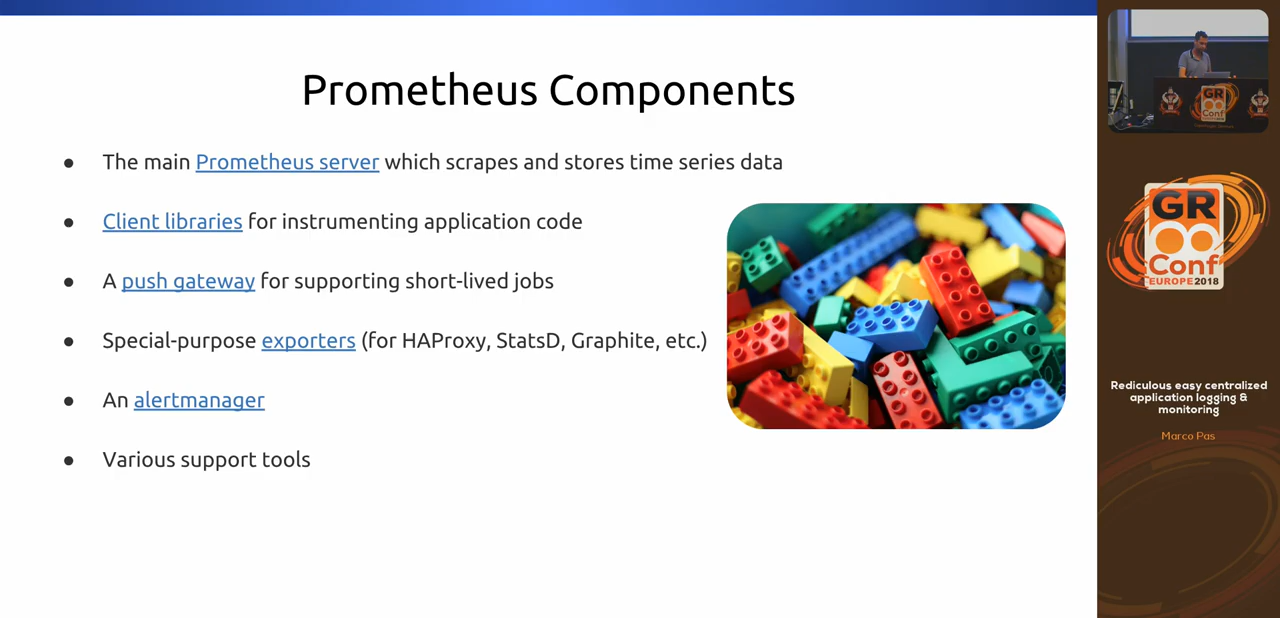 Prometheus Components
● The main Prometheus server which scrapes and stores time series data
● Client libraries for instrumenting application code
● A push gateway for supporting short-lived jobs
● Special-purpose exporters (for HAProxy, StatsD, Graphite, etc.)
● An alertmanager
● Various support tools
GR
Conf
GR
Conf
EUROPE 2018
Rediculous easy centralized
application logging &
monitoring
Marco Pas